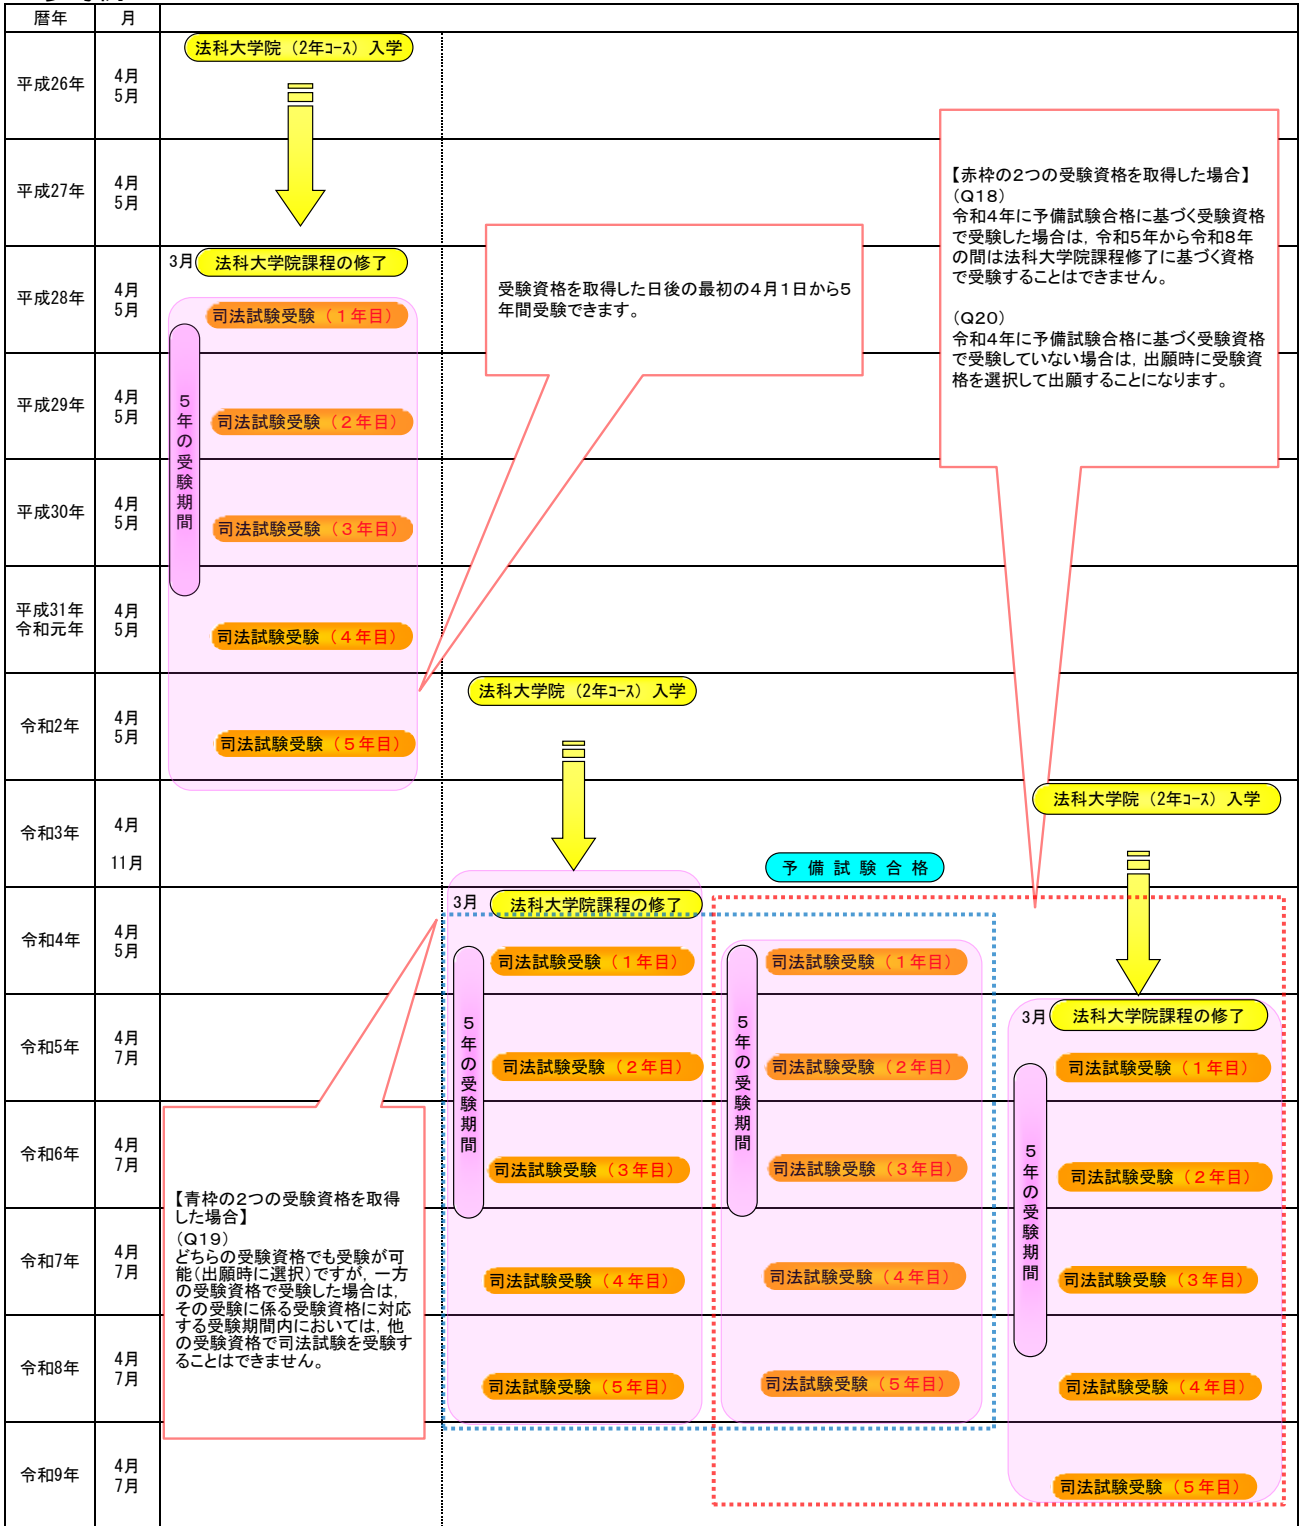 暦年 月
法科大学院（2年コース）入学
平成26年 4月
5月
平成27年 4月
5月
3月 法科大学院課程の修了
平成28年 4月
5月
司法試験受験（１年目）
平成29年 4月
5月
司法試験受験（２年目）
平成30年 4月
5月
司法試験受験（３年目）
平成31年
令和元年
4月
5月
司法試験受験（４年目）
令和2年 4月
5月
司法試験受験（５年目）
５年の受験期間
受験資格を取得した日後の最初の４月１日から５
年間受験できます。
【赤枠の２つの受験資格を取得した場合】
（Q１８）
令和４年に予備試験合格に基づく受験資格
で受験した場合は，令和５年から令和８年
の間は法科大学院課程修了に基づく資格
で受験することはできません。
（Q２０）
令和４年に予備試験合格に基づく受験資格
で受験していない場合は，出願時に受験資
格を選択して出願することになります。
法科大学院（2年コース）入学
令和3年 4月
11月
法科大学院（2年コース）入学
予備試験合格
3月 法科大学院課程の修了
令和4年 4月
5月
司法試験受験（１年目） 司法試験受験（１年目）
3月 法科大学院課程の修了
令和5年 4月
7月
司法試験受験（２年目） 司法試験受験（２年目） 司法試験受験（１年目）
令和6年 4月
7月
司法試験受験（３年目） 司法試験受験（３年目） 司法試験受験（２年目）
令和7年 4月
7月
司法試験受験（４年目） 司法試験受験（４年目） 司法試験受験（３年目）
令和8年 4月
7月
司法試験受験（５年目） 司法試験受験（５年目） 司法試験受験（４年目）
令和9年 4月
7月
司法試験受験（５年目）
５年の受験期間
５年の受験期間
５年の受験期間
【青枠の２つの受験資格を取得
した場合】
（Q１９）
どちらの受験資格でも受験が可
能（出願時に選択）ですが，一方
の受験資格で受験した場合は，
その受験に係る受験資格に対応
する受験期間内においては，他
の受験資格で司法試験を受験す
ることはできません。